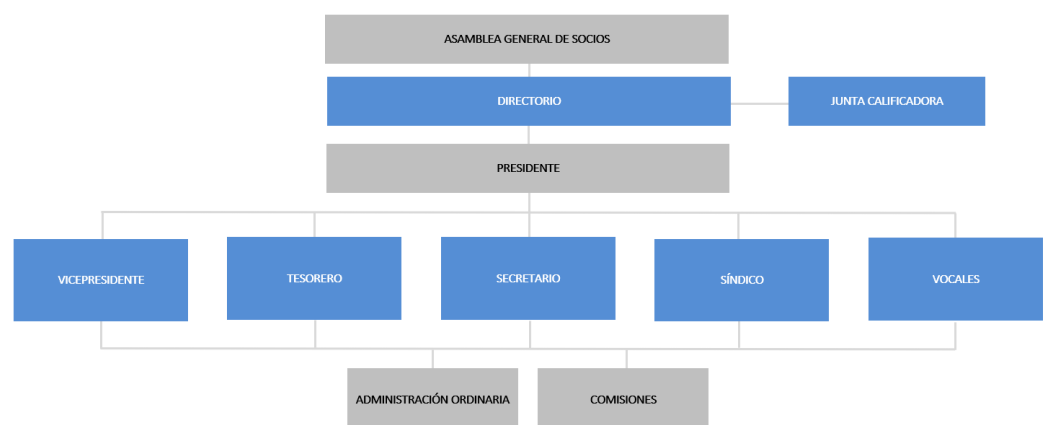 ASAMBLEA GENERAL DE SOCIOS
DIRECTORIO
JUNTA CALIFICADORA
PRESIDENTE
VICEPRESIDENTE
TESORERO
SECRETARIO
SÍNDICO
VOCALES
ADMINISTRACIÓN ORDINARIA
COMISIONES